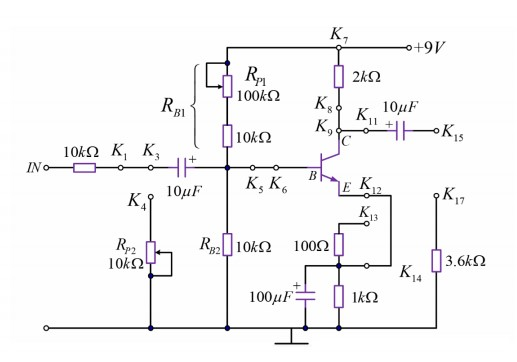 K7
+9V
RP1
100kΩ
2kΩ
RB1
K8
K9
K11
10μF
C
K15
10kΩ
10kΩ
K1
K3
+
+
IN
10μF
K5
K6
B
E
K12
K4
K13
K17
RP2
10kΩ
RB2
10kΩ
100Ω
K14
3.6kΩ
+
100μF
1kΩ